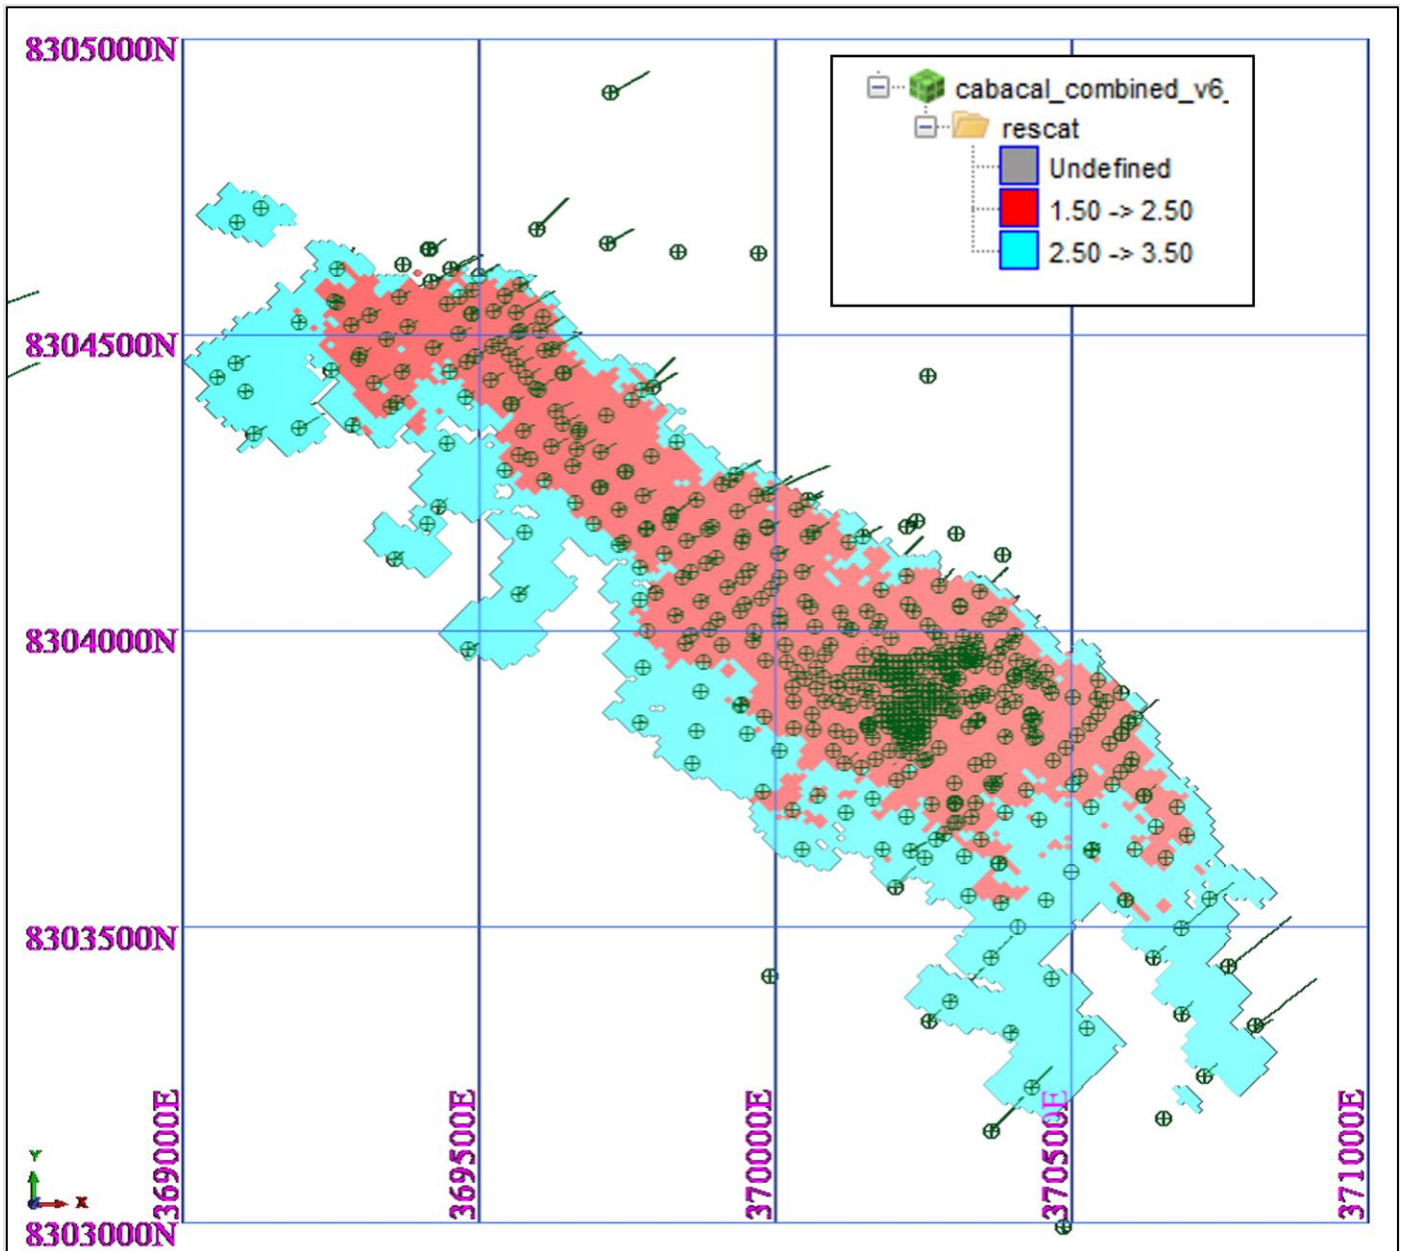 8305000N
cabacal_combined_v6_
rescat
Undefined
1.50 -> 2.50
2.50 -> 3.50
8304500N
8304000N
8303500N
369000E
369500E
370000E
370500E
371000E
Y
X
8303000N